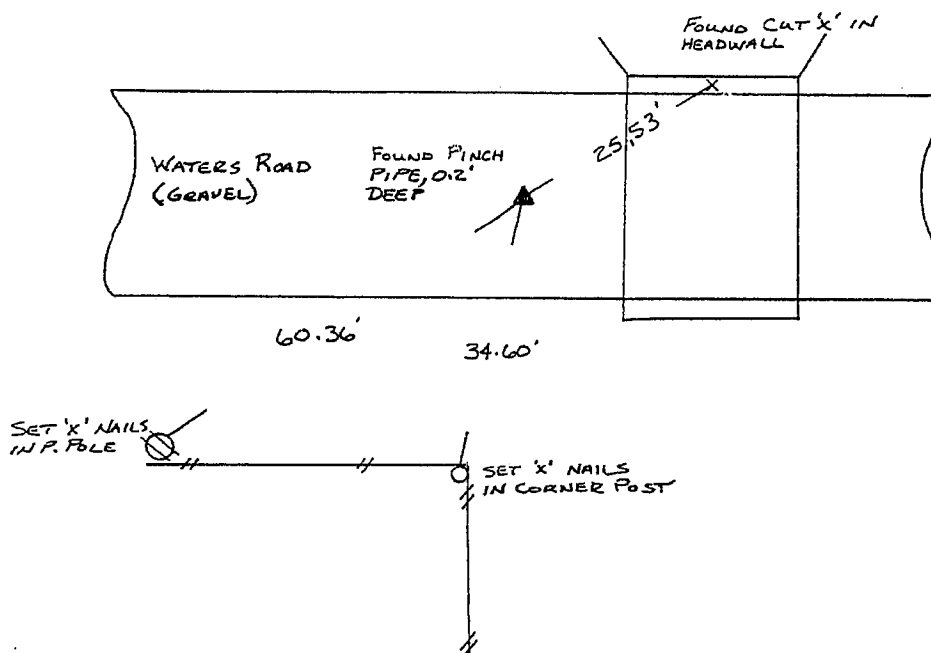 FOUND CUT 'X' IN
HEADWALL
25.53'
WATERS ROAD
(GRAVEL)
FOUND PINCH
PIPE, 0.2'
DEEP
60.36'
34.60'
SET 'X' NAILS
IN P. POLE
SET 'X' NAILS
IN CORNER POST